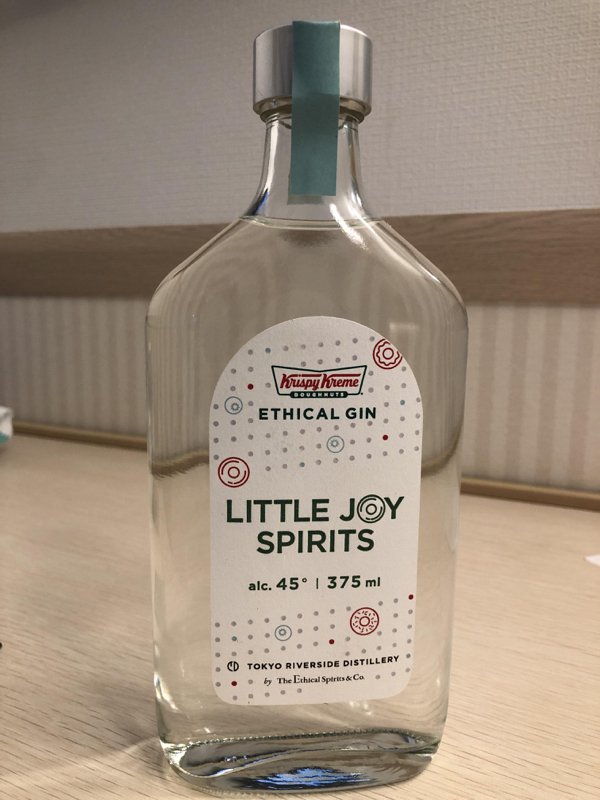 Krispy Kreme
DOUGHNUTS
ETHICAL GIN
LITTLE JOY
SPIRITS
alc. 45° | 375 ml
TOKYO RIVERSIDE DISTILLERY
by The Ethical Spirits & Co.